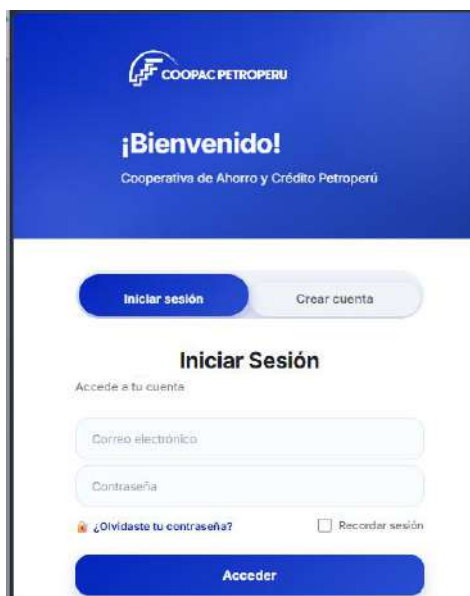 COOPAC PETROPERU
¡Bienvenido!
Cooperativa de Ahorro y Crédito Petroperú
Iniciar sesión
Crear cuenta
Iniciar Sesión
Accede a tu cuenta
Correo electrónico
Contraseña
¿Olvidaste tu contraseña?
Recordar sesión
Acceder